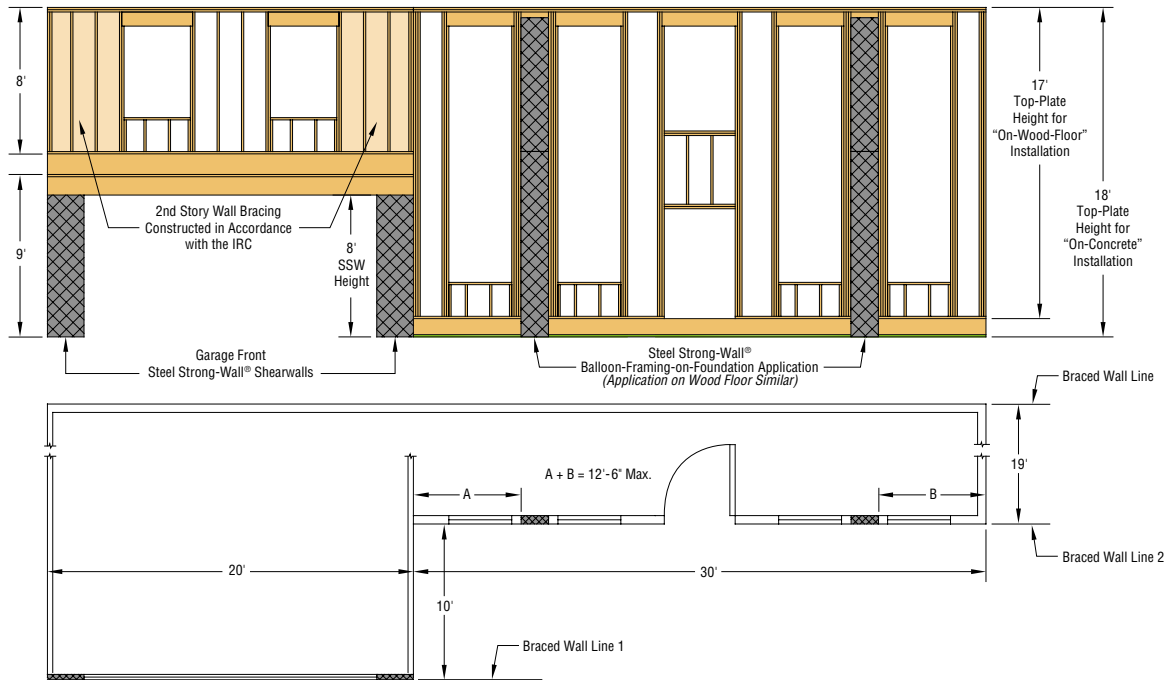 8'
9'
2nd Story Wall Bracing
Constructed in Accordance
with the IRC
8'
SSW
Height
17'
Top-Plate
Height for
“On-Wood-Floor”
Installation
18'
Top-Plate
Height for
“On-Concrete”
Installation
Garage Front
Steel Strong-Wall® Shearwalls
Steel Strong-Wall®
Balloon-Framing-on-Foundation Application
(Application on Wood Floor Similar)
Braced Wall Line
A + B = 12'-6" Max.
A
B
19'
Braced Wall Line 2
20'
30'
10'
Braced Wall Line 1